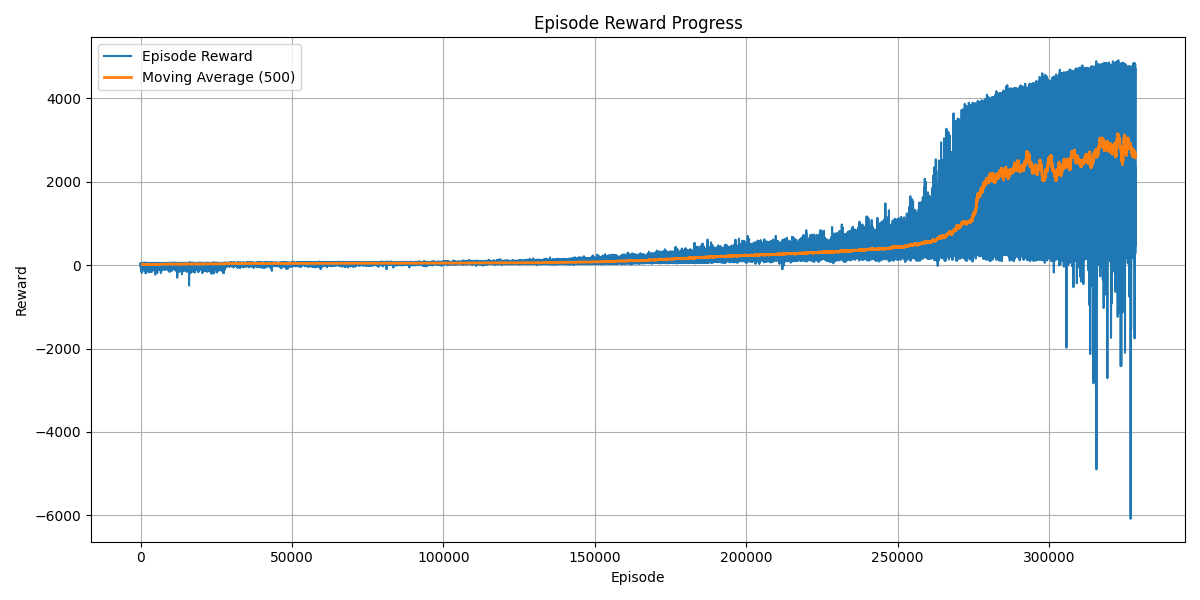 Episode Reward Progress
Episode Reward
Moving Average (500)
4000
2000
0
−2000
−4000
−6000
Reward
0
50000
100000
150000
200000
250000
300000
Episode